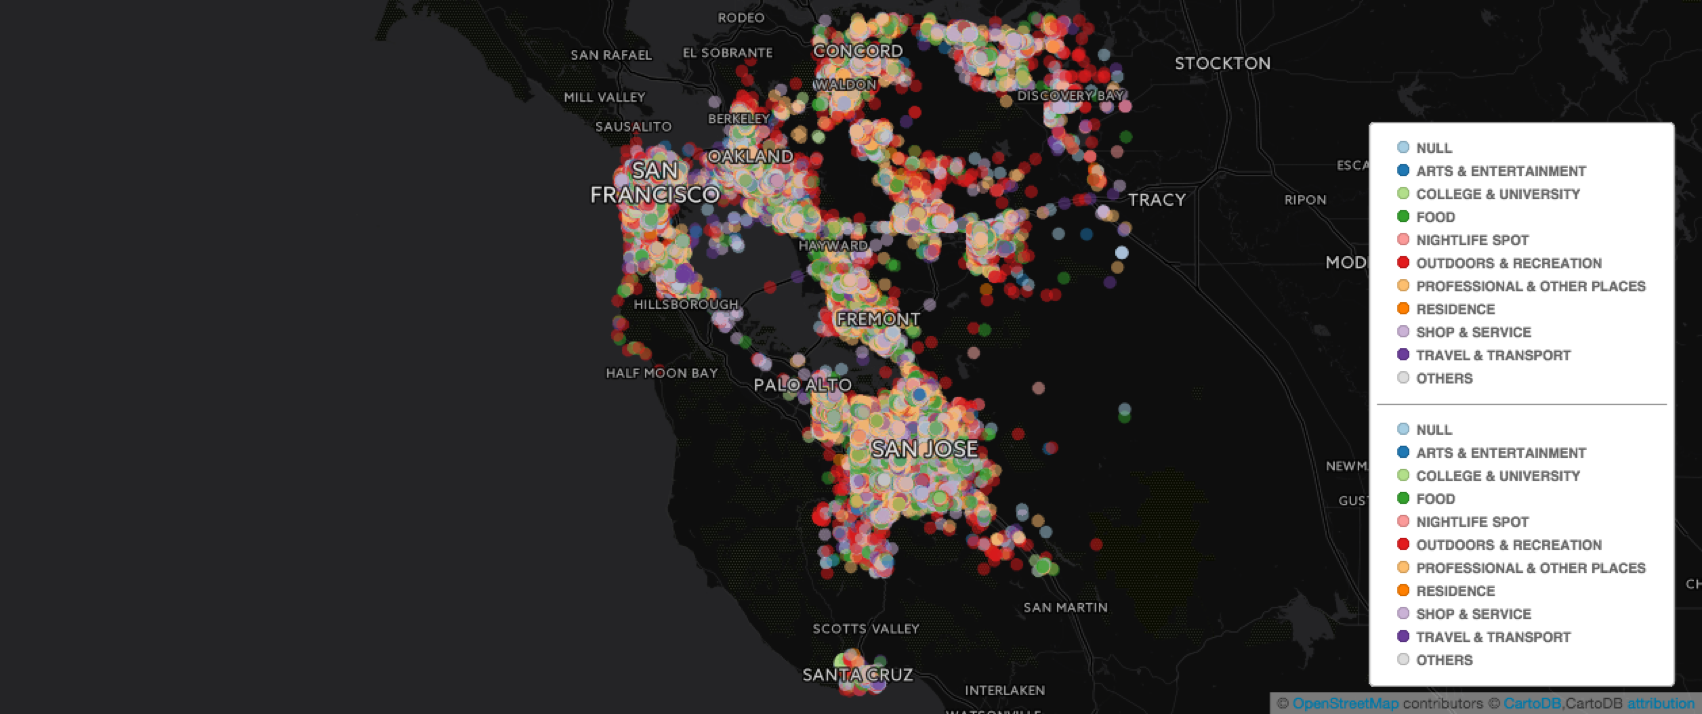 RODEO
SAN RAFAEL
EL SOBRANTE
CONCORD
STOCKTON
WALDON
MILL VALLEY
DISCOVERY BAY
SAUSALITO
BERKELEY
OAKLAND
SAN
FRANCISCO
ESCA
TRACY
RIPON
HAYWARD
MODE
HILLSBOROUGH
FREMONT
HALF MOON BAY
PALO ALTO
SAN JOSE
NEWM
GUST
SAN MARTIN
SCOTTS VALLEY
SANTA CRUZ
INTERLAKEN
WATSONVILLE
CH
NULL
ARTS & ENTERTAINMENT
COLLEGE & UNIVERSITY
FOOD
NIGHTLIFE SPOT
OUTDOORS & RECREATION
PROFESSIONAL & OTHER PLACES
RESIDENCE
SHOP & SERVICE
TRAVEL & TRANSPORT
OTHERS
NULL
ARTS & ENTERTAINMENT
COLLEGE & UNIVERSITY
FOOD
NIGHTLIFE SPOT
OUTDOORS & RECREATION
PROFESSIONAL & OTHER PLACES
RESIDENCE
SHOP & SERVICE
TRAVEL & TRANSPORT
OTHERS
© OpenStreetMap contributors © CartoDB,CartoDB attribution